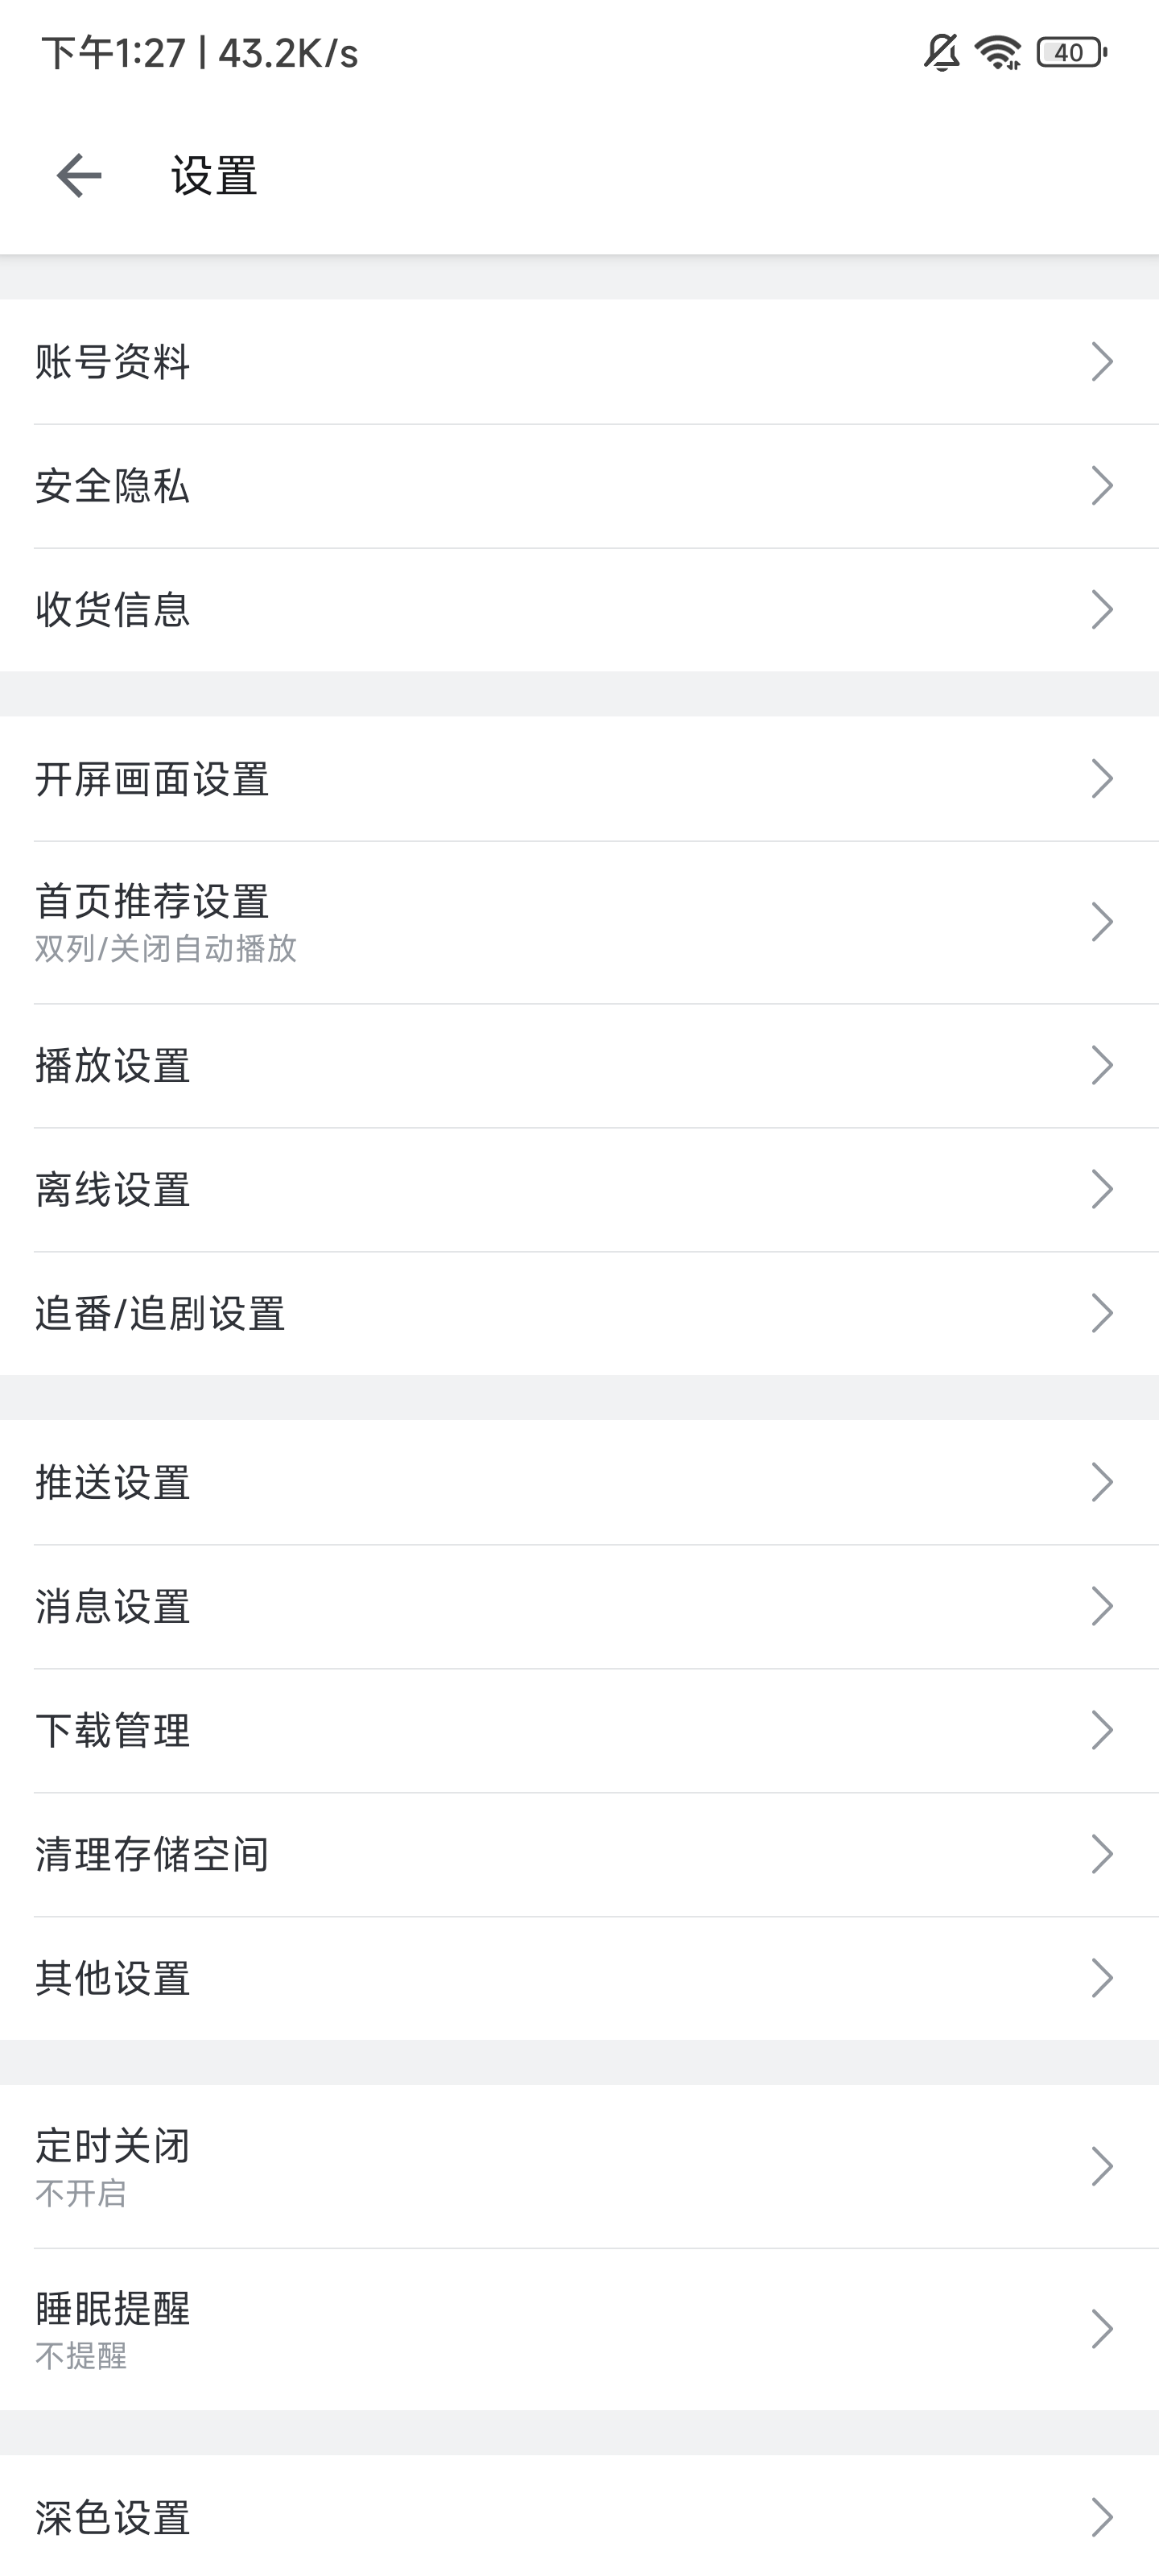 下午1:27 | 43.2K/s
40
设置
账号资料
安全隐私
收货信息
开屏画面设置
首页推荐设置
双列/关闭自动播放
播放设置
离线设置
追番/追剧设置
推送设置
消息设置
下载管理
清理存储空间
其他设置
定时关闭
不开启
睡眠提醒
不提醒
深色设置